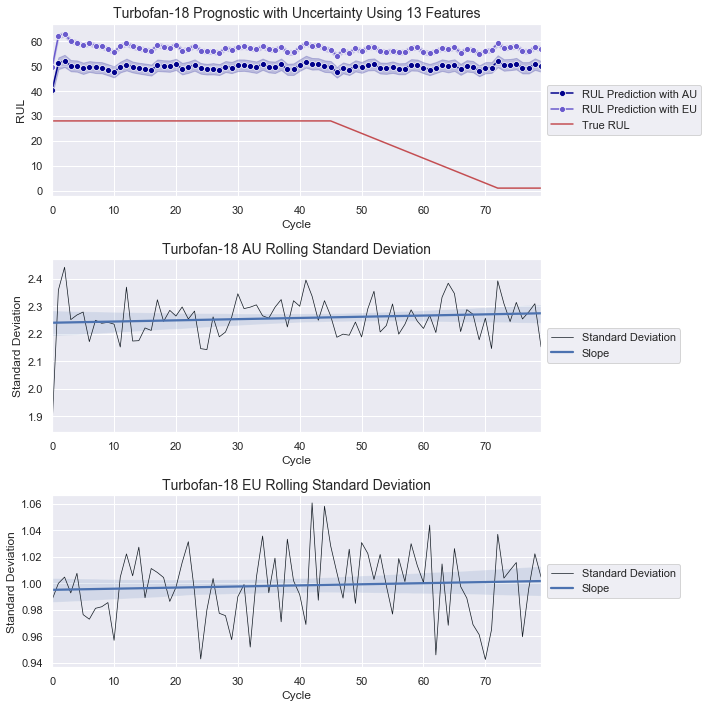 Turbofan-18 Prognostic with Uncertainty Using 13 Features
60
50
40
30
20
10
0
RUL
0 10 20 30 40 50 60 70
Cycle
RUL Prediction with AU
RUL Prediction with EU
True RUL
Turbofan-18 AU Rolling Standard Deviation
2.4
2.3
2.2
2.1
2.0
1.9
Standard Deviation
0 10 20 30 40 50 60 70
Cycle
Standard Deviation
Slope
Turbofan-18 EU Rolling Standard Deviation
1.06
1.04
1.02
1.00
0.98
0.96
0.94
Standard Deviation
0 10 20 30 40 50 60 70
Cycle
Standard Deviation
Slope